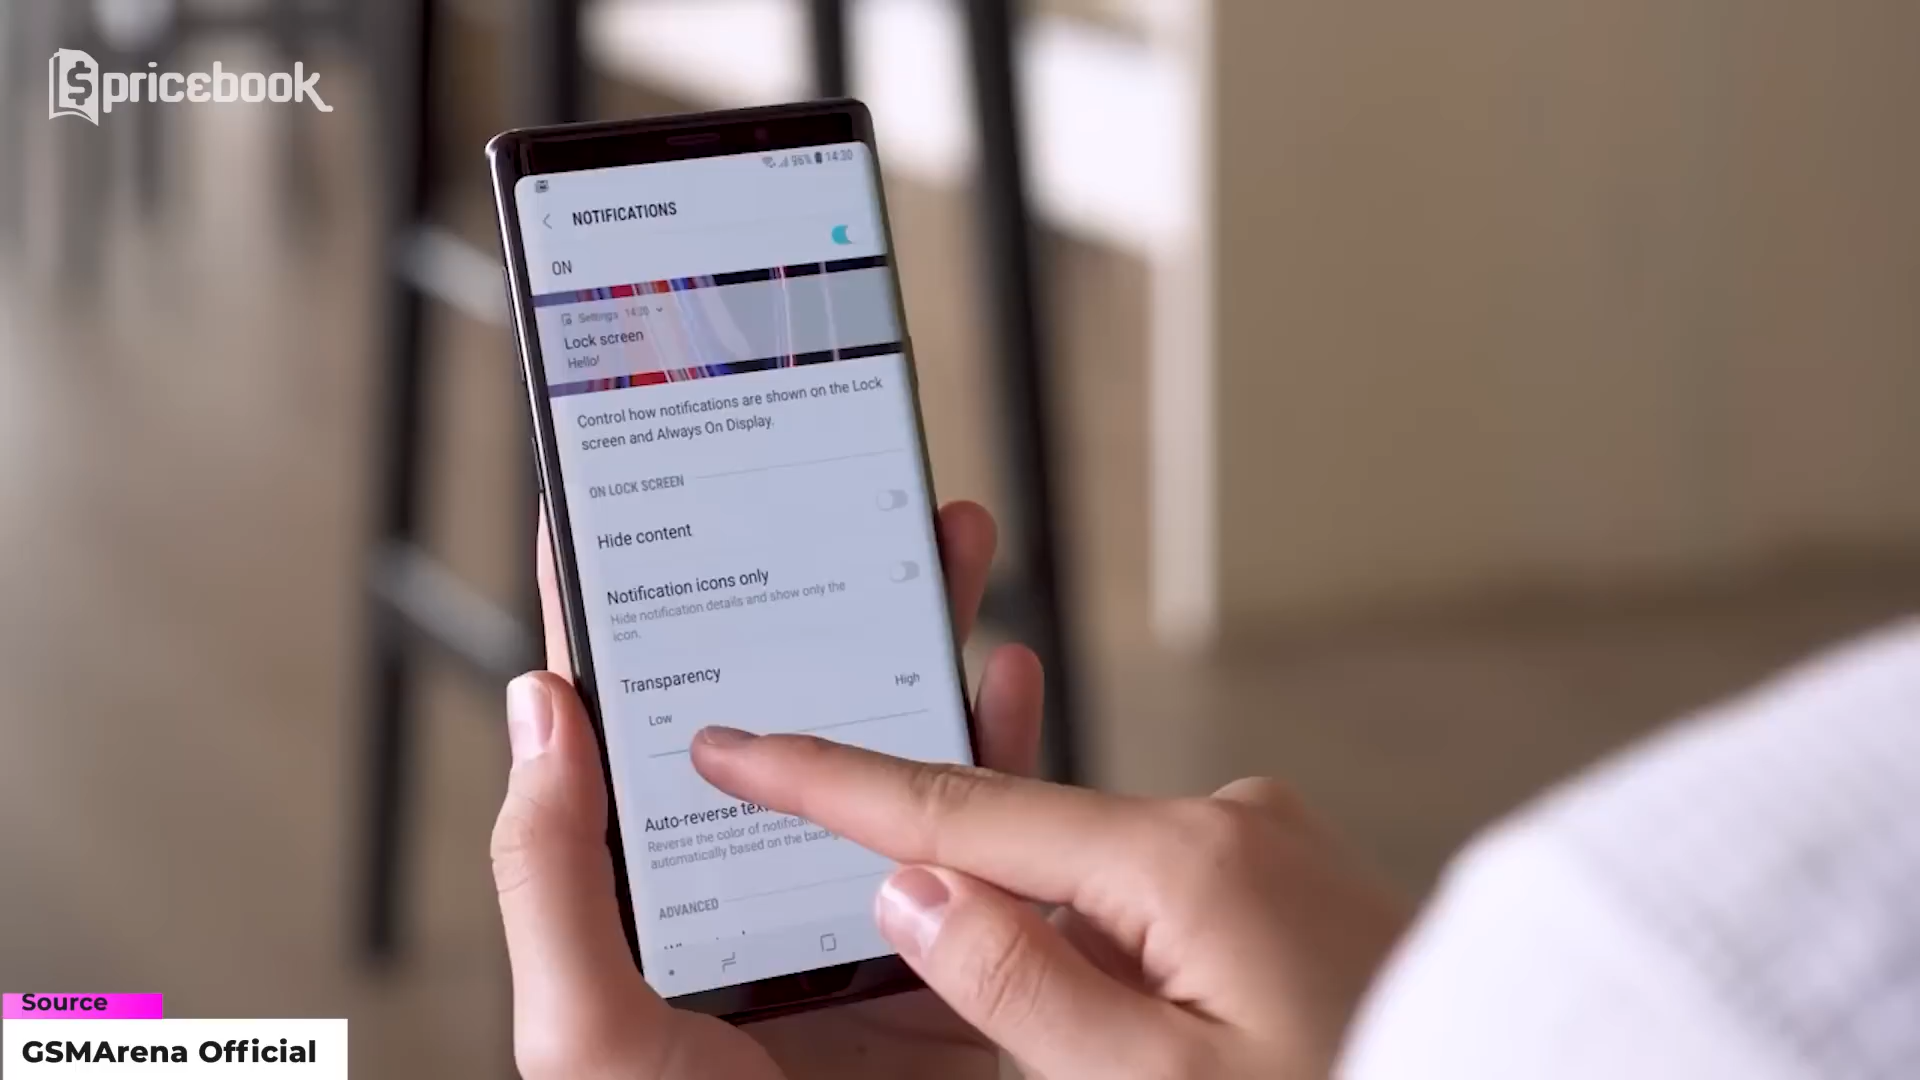 $pricebook
96% 14:30
NOTIFICATIONS
ON
Settings 14:30
Lock screen
Hello!
Control how notifications are shown on the Lock
screen and Always On Display.
ON LOCK SCREEN
Hide content
Notification icons only
Hide notification details and show only the
icon.
Transparency
Low
High
Auto-reverse text
Reverse the color of
automatically based on the
ADVANCED
Source
GSMArena Official